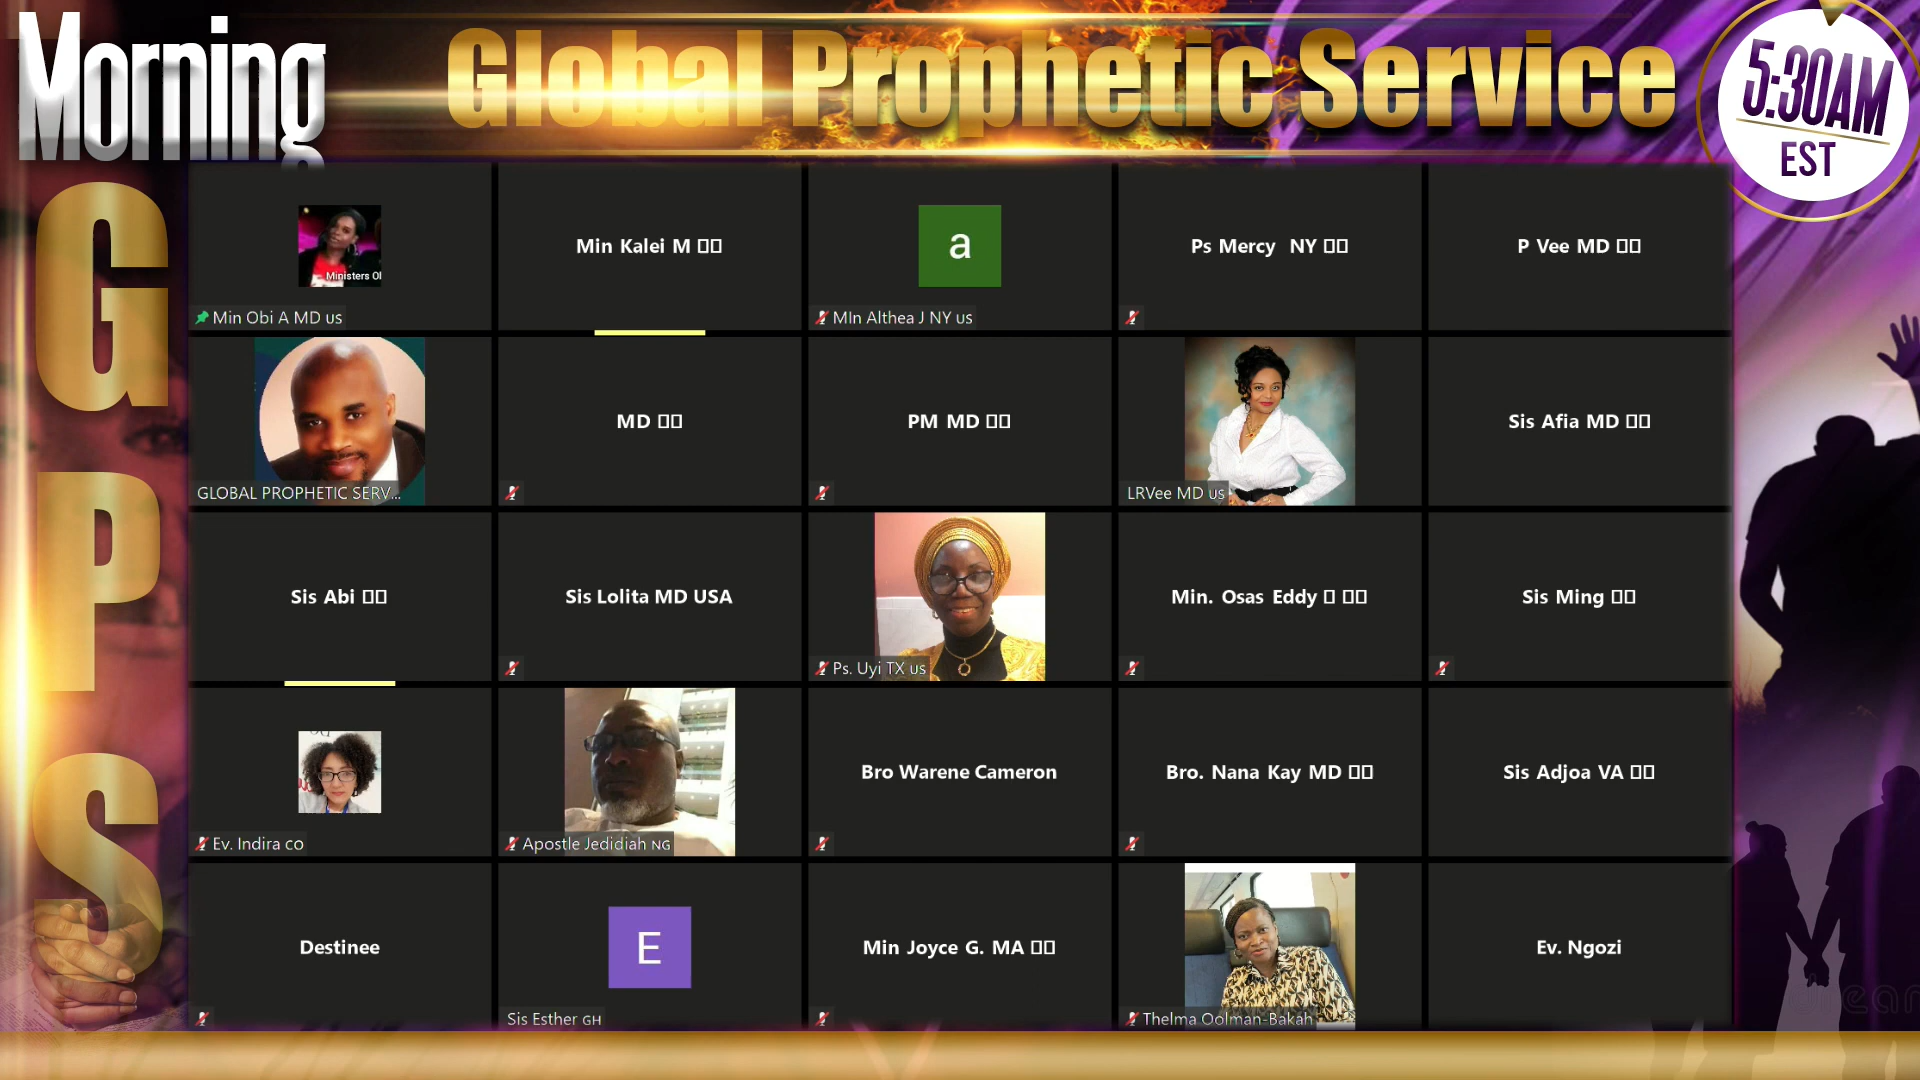 Morning
Global Prophetic Service
5:30AM
EST
GPS
Ministers Of
Min Obi A MD us
Min Kalei M
a
MIn Althea J NY us
Ps Mercy NY
P Vee MD
GLOBAL PROPHETIC SERV...
MD
PM MD
LRVee MD us
Sis Afia MD
Sis Abi
Sis Lolita MD USA
Ps. Uyi TX us
Min. Osas Eddy
Sis Ming
Ev. Indira CO
Apostle Jedidiah NG
Bro Warene Cameron
Bro. Nana Kay MD
Sis Adjoa VA
Destinee
E
Sis Esther GH
Min Joyce G. MA
Thelma Oolman-Bakah
Ev. Ngozi